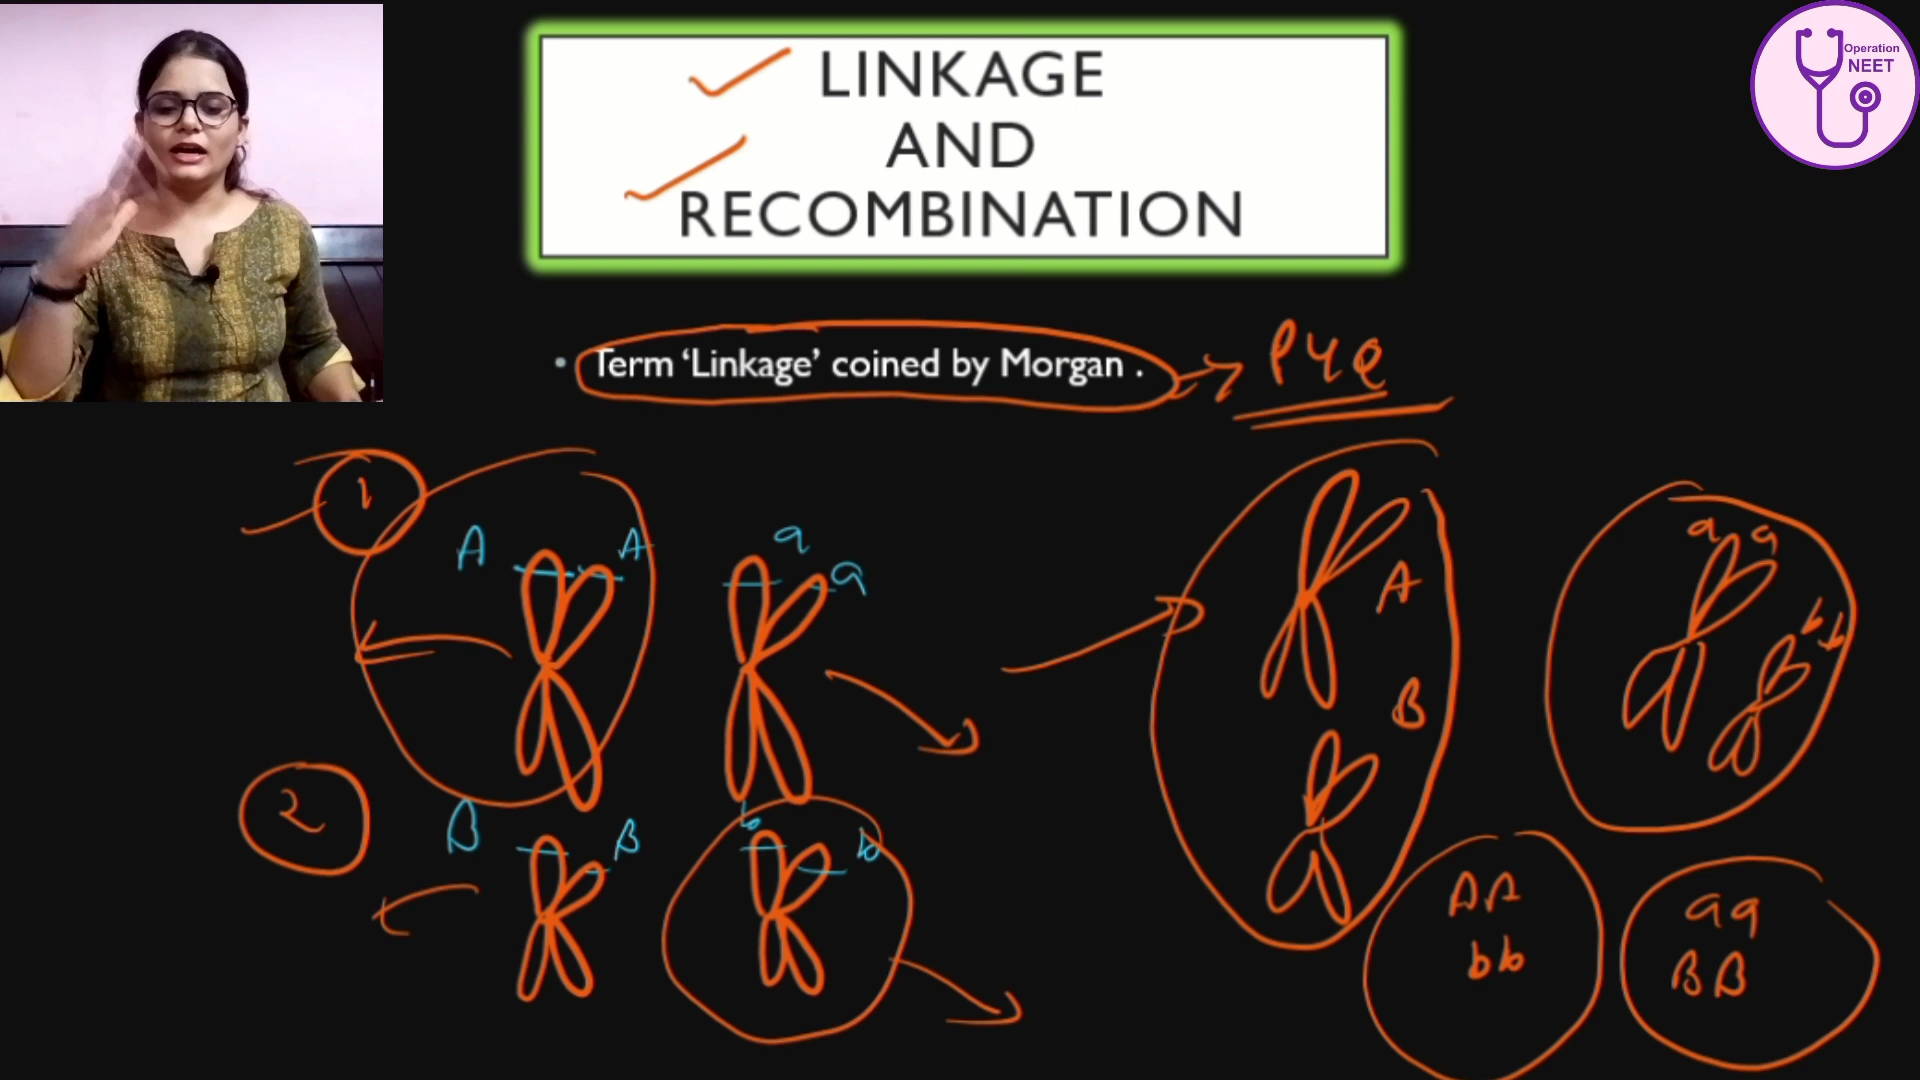 Operation
NEET
LINKAGE
AND
RECOMBINATION
• Term ‘Linkage’ coined by Morgan .
PYQ
1
A A a a
A
B
a a
b b
2
B B b b
AA
bb
aa
BB